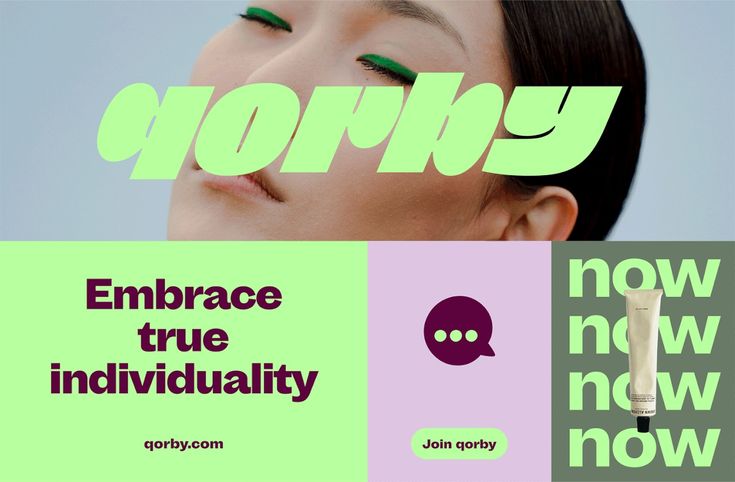 qorby
Embrace
true
individuality
qorby.com
Join qorby
now
now
now
now